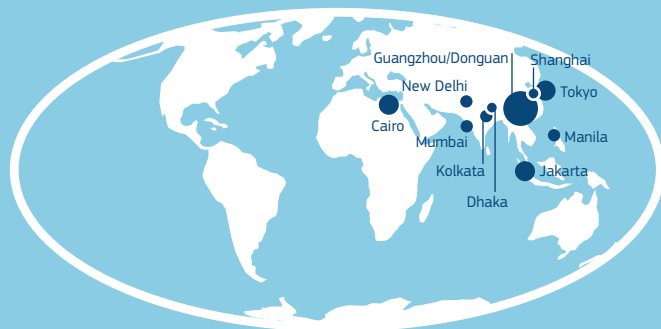 Guangzhou/Donguan
Shanghai
New Delhi
Tokyo
Cairo
Mumbai
Manila
Kolkata
Jakarta
Dhaka